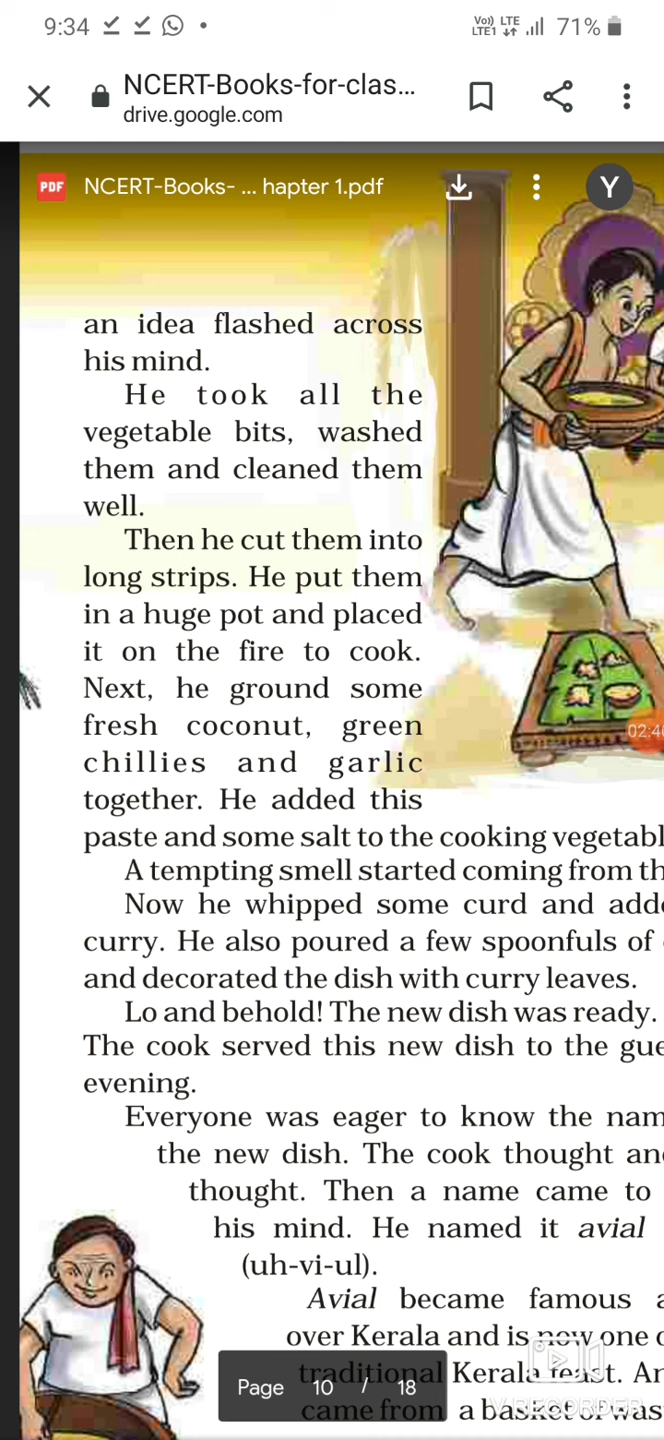 9:34
Vo)) LTE
LTE1
71%
NCERT-Books-for-clas...
drive.google.com
PDF NCERT-Books- ... hapter 1.pdf
Y
an idea flashed across
his mind.
He took all the
vegetable bits, washed
them and cleaned them
well.
Then he cut them into
long strips. He put them
in a huge pot and placed
it on the fire to cook.
Next, he ground some
fresh coconut, green
02:4
chillies and garlic
together. He added this
paste and some salt to the cooking vegetabl
A tempting smell started coming from th
Now he whipped some curd and adde
curry. He also poured a few spoonfuls of
and decorated the dish with curry leaves.
Lo and behold! The new dish was ready.
The cook served this new dish to the gue
evening.
Everyone was eager to know the nam
the new dish. The cook thought an
thought. Then a name came to
his mind. He named it avial
(uh-vi-ul).
Avial became famous a
over Kerala and is now one o
traditional Kerala feast. An
came from a basket of was
Page 10 / 18
V RECORDER